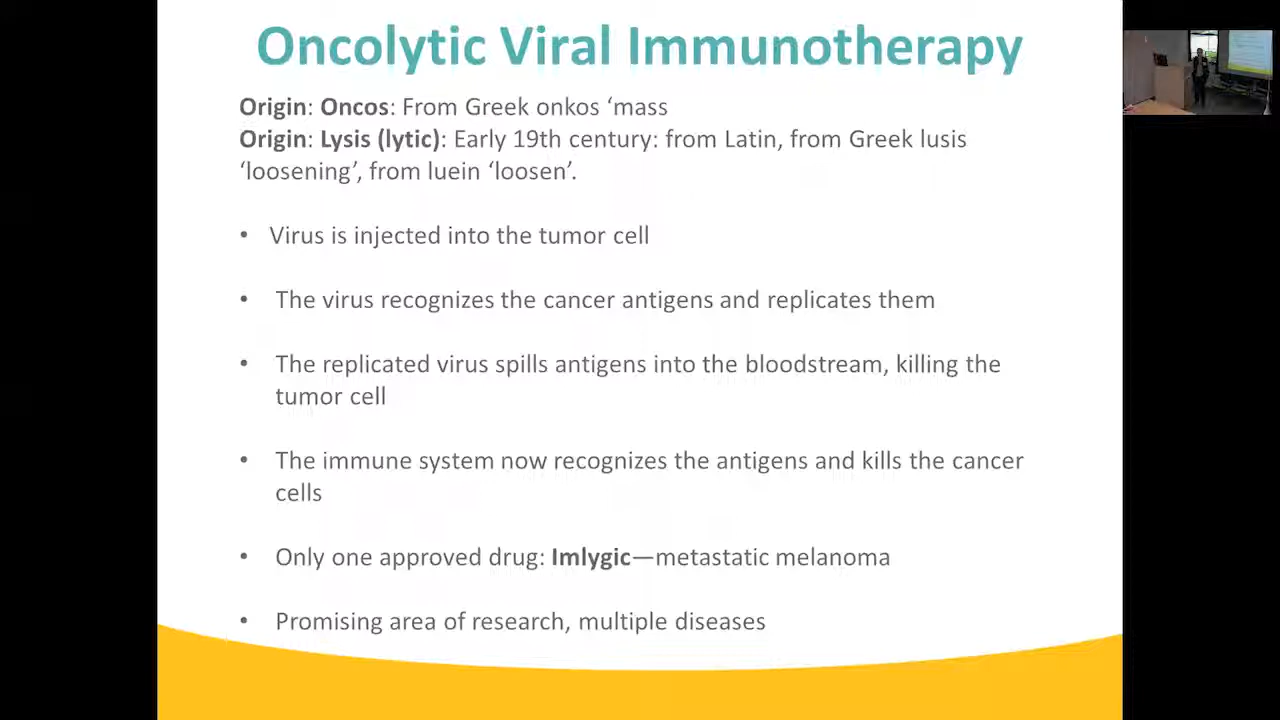 Oncolytic Viral Immunotherapy
Origin: Oncos: From Greek onkos ‘mass
Origin: Lysis (lytic): Early 19th century: from Latin, from Greek lusis
‘loosening’, from luein ‘loosen’.
• Virus is injected into the tumor cell
• The virus recognizes the cancer antigens and replicates them
• The replicated virus spills antigens into the bloodstream, killing the
tumor cell
• The immune system now recognizes the antigens and kills the cancer
cells
• Only one approved drug: Imlygic—metastatic melanoma
• Promising area of research, multiple diseases